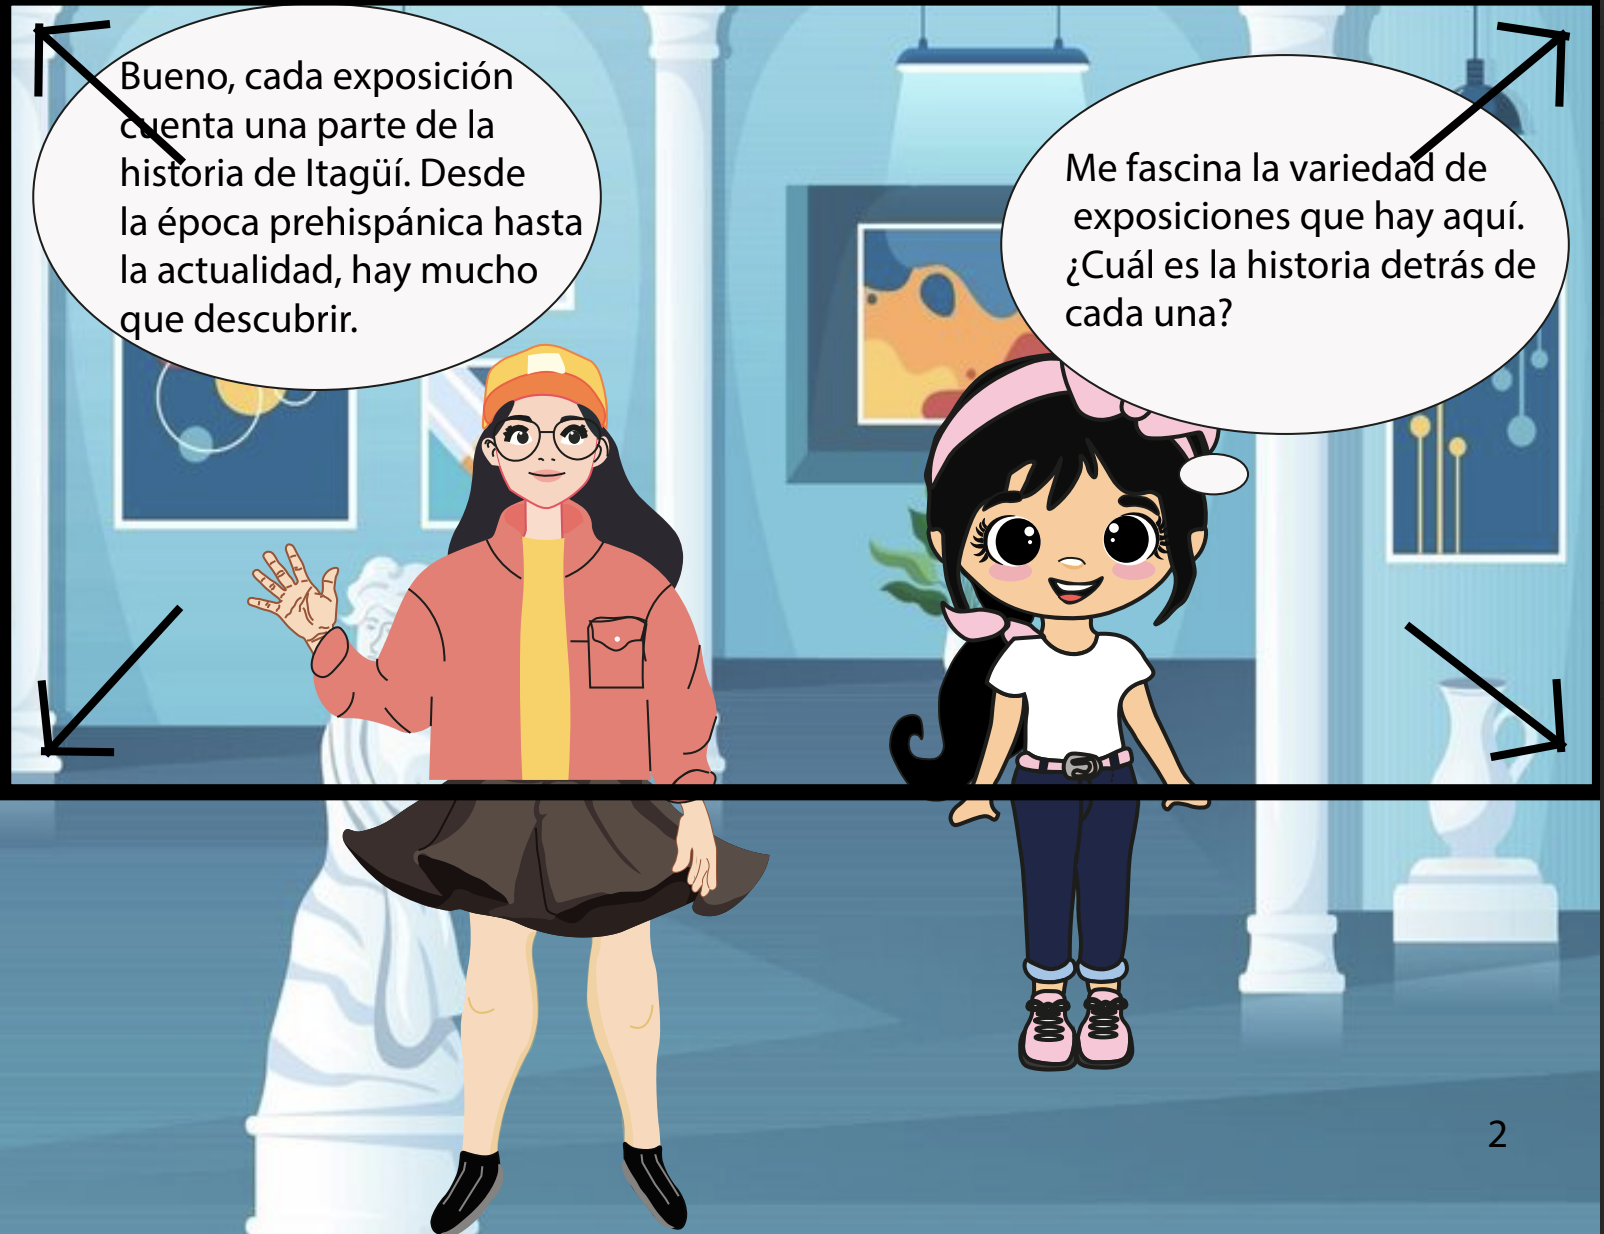 Bueno, cada exposición
cuenta una parte de la
historia de Itagüí. Desde
la época prehispánica hasta
la actualidad, hay mucho
que descubrir.
Me fascina la variedad de
exposiciones que hay aquí.
¿Cuál es la historia detrás de
cada una?
2